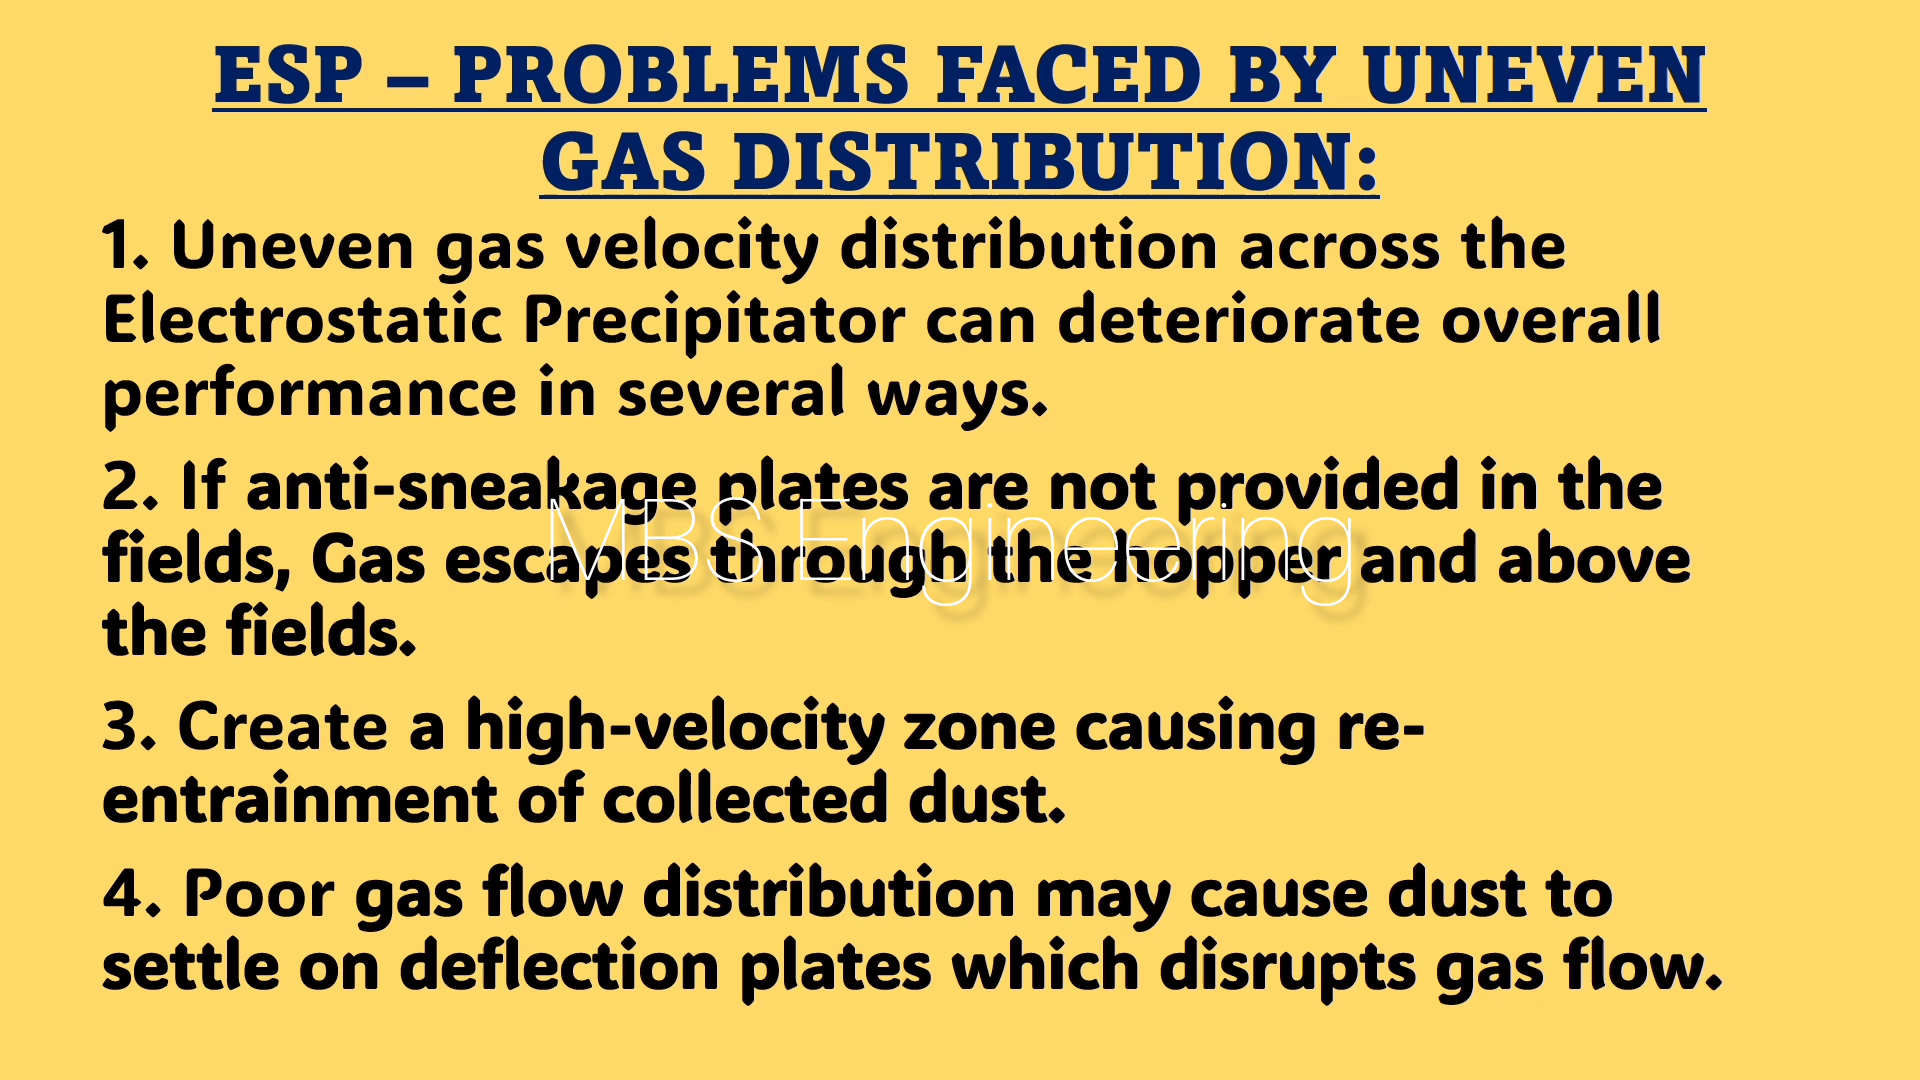 ESP – PROBLEMS FACED BY UNEVEN
GAS DISTRIBUTION:
1. Uneven gas velocity distribution across the
Electrostatic Precipitator can deteriorate overall
performance in several ways.
2. If anti-sneakage plates are not provided in the
fields, Gas escapes through the hopper and above
the fields.
MBS Engineering
3. Create a high-velocity zone causing re-
entrainment of collected dust.
4. Poor gas flow distribution may cause dust to
settle on deflection plates which disrupts gas flow.